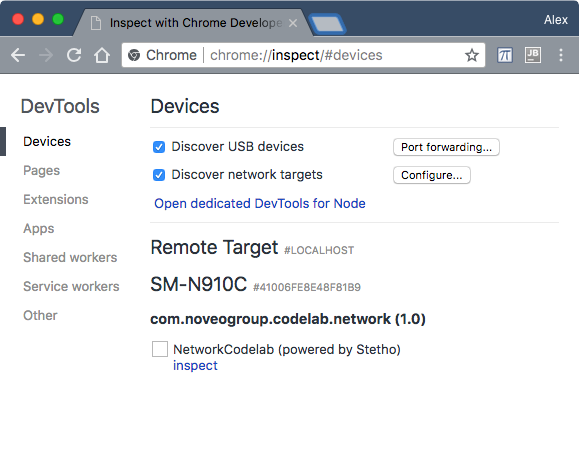 Inspect with Chrome Develope
Alex
Chrome
chrome://inspect/#devices
π
JB
DevTools
Devices
Pages
Extensions
Apps
Shared workers
Service workers
Other
Devices
Discover USB devices
Port forwarding...
Discover network targets
Configure...
Open dedicated DevTools for Node
Remote Target #LOCALHOST
SM-N910C #41006FE8E48F81B9
com.noveogroup.codelab.network (1.0)
NetworkCodelab (powered by Stetho)
inspect